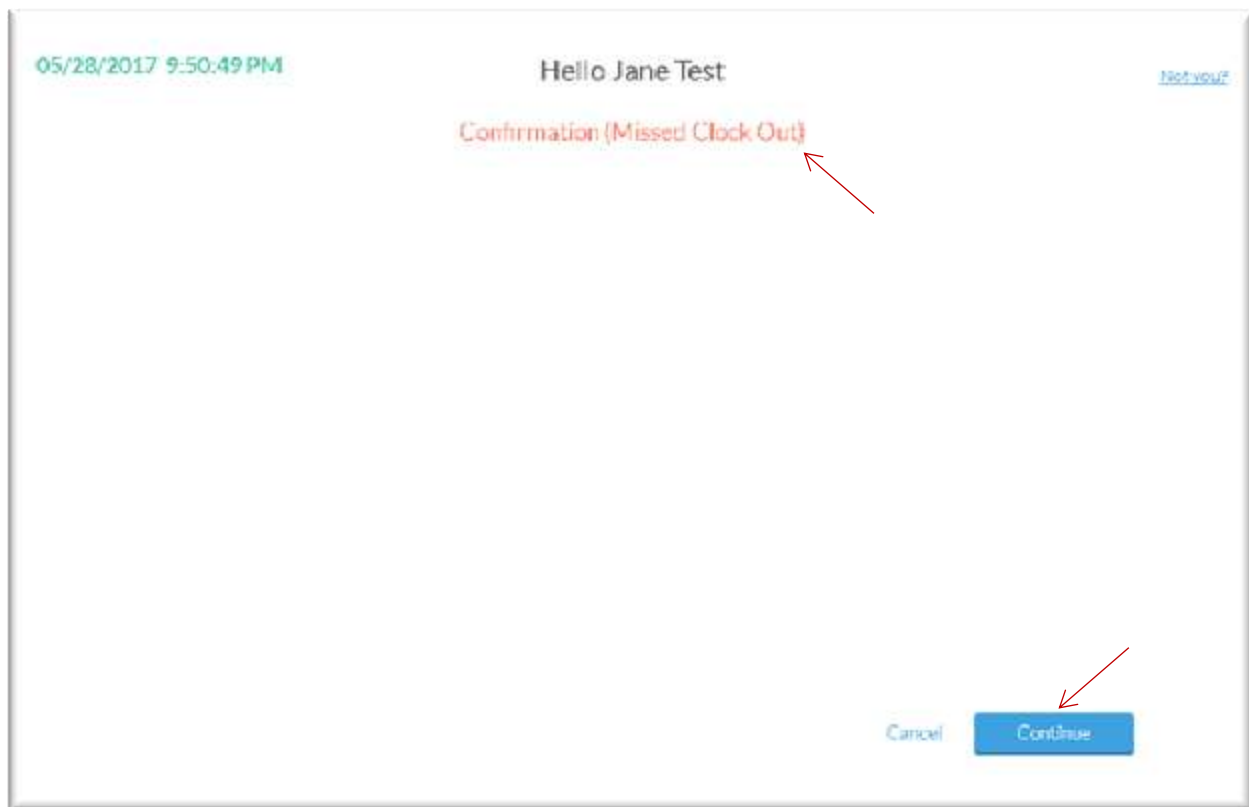 05/28/2017 9:50:49 PM
Hello Jane Test
Not you?
Confirmation (Missed Clock Out)
Cancel
Continue